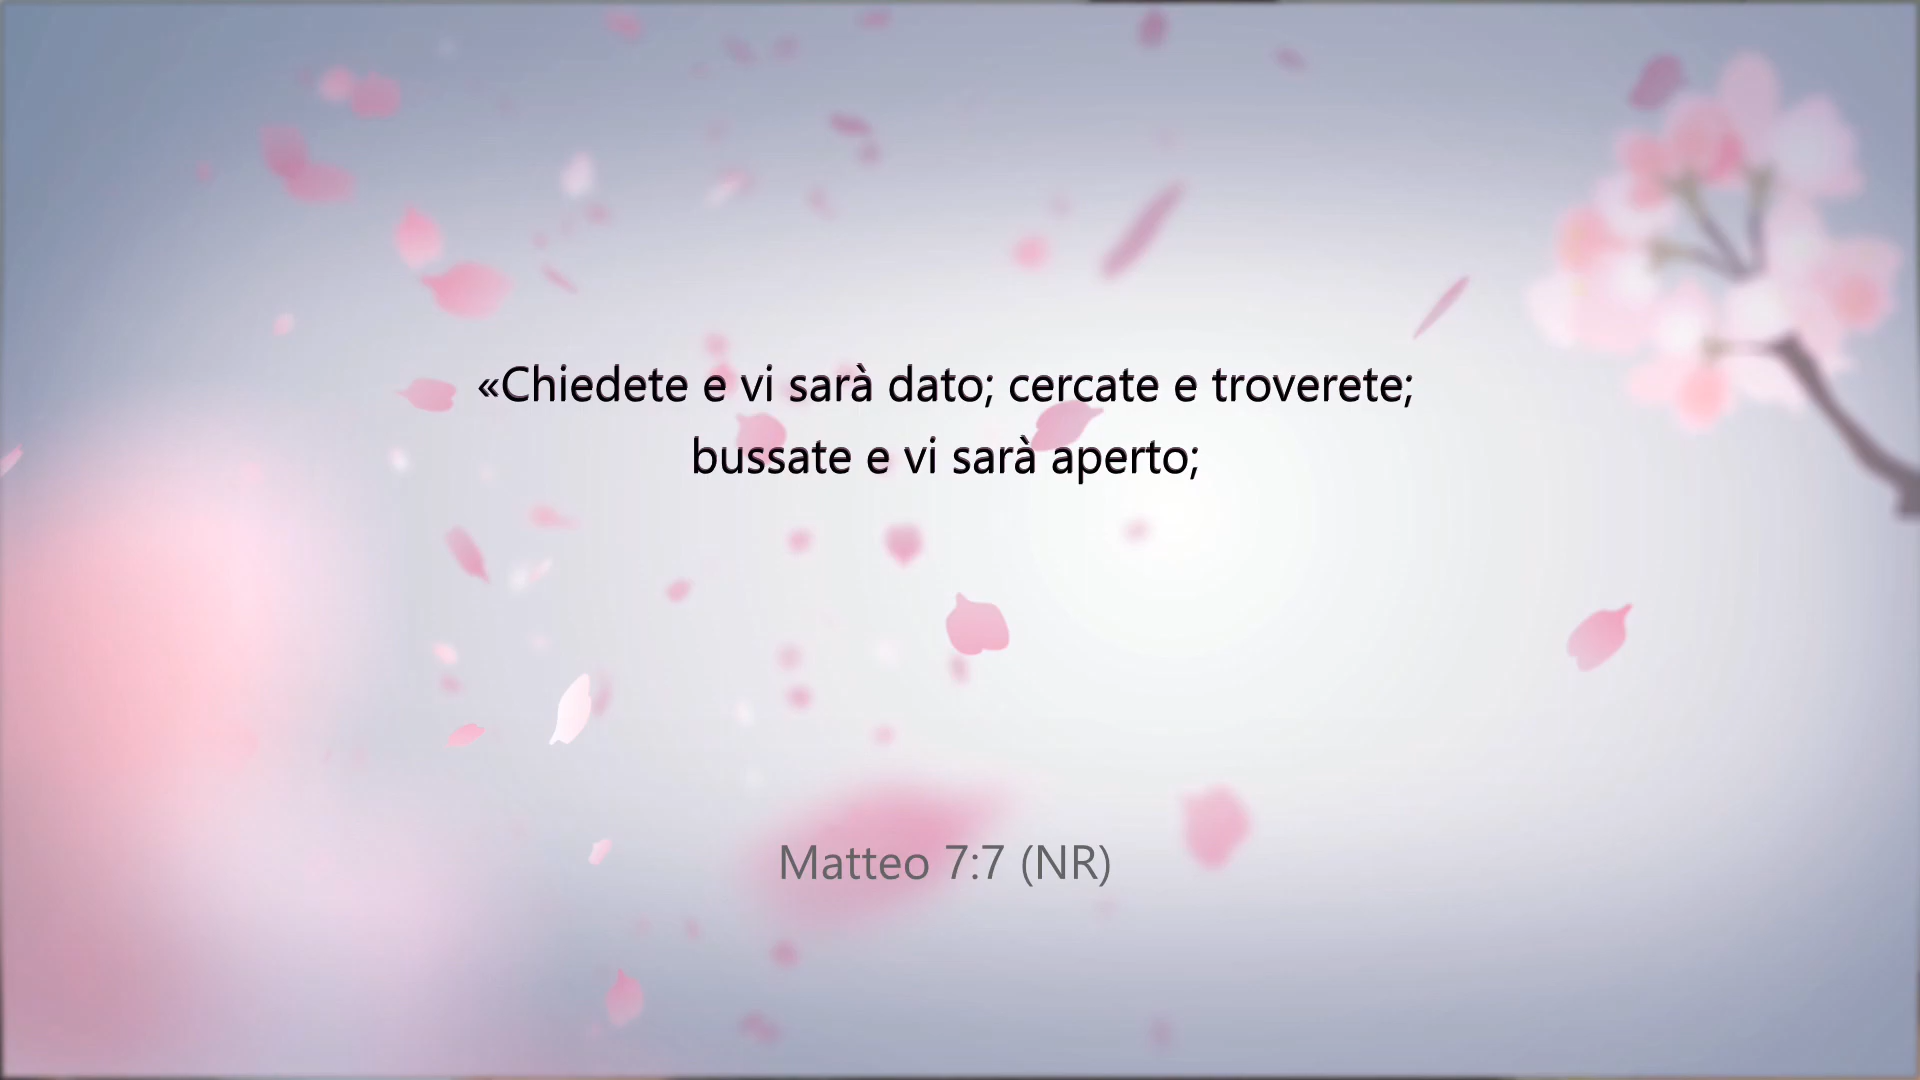 «Chiedete e vi sarà dato; cercate e troverete;
bussate e vi sarà aperto;
Matteo 7:7 (NR)